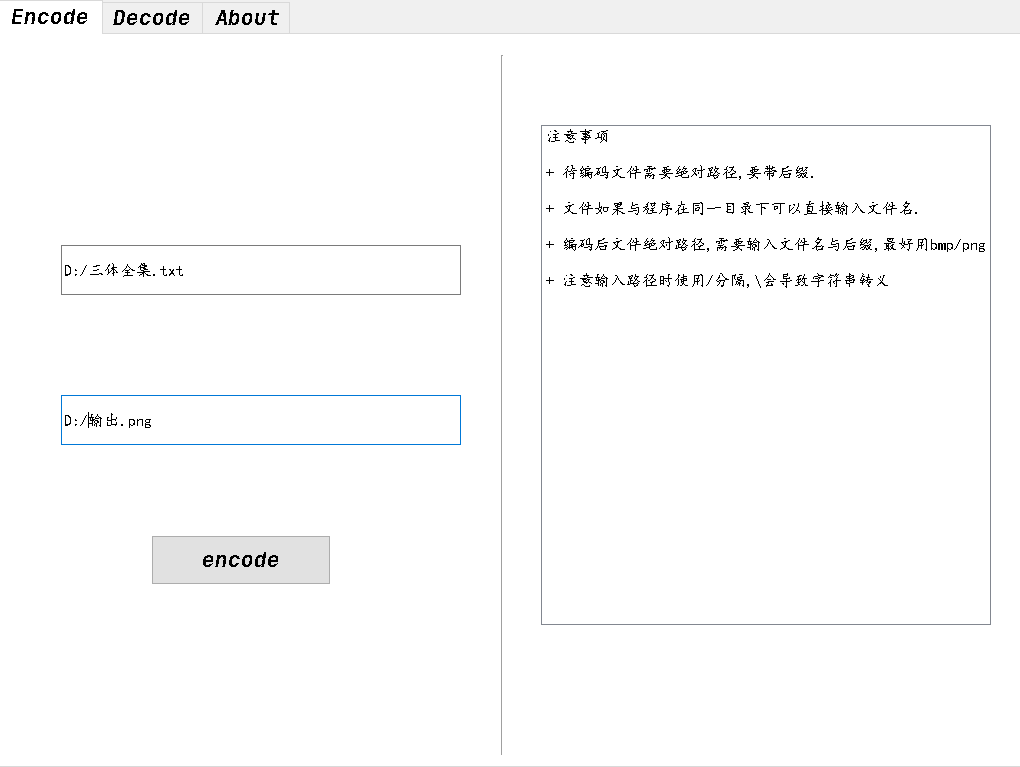 Encode Decode About
D:/三体全集.txt
D:/输出.png
encode
注意事项
+ 待编码文件需要绝对路径,要带后缀.
+ 文件如果与程序在同一目录下可以直接输入文件名.
+ 编码后文件绝对路径,需要输入文件名与后缀,最好用bmp/png
+ 注意输入路径时使用/分隔,\会导致字符串转义